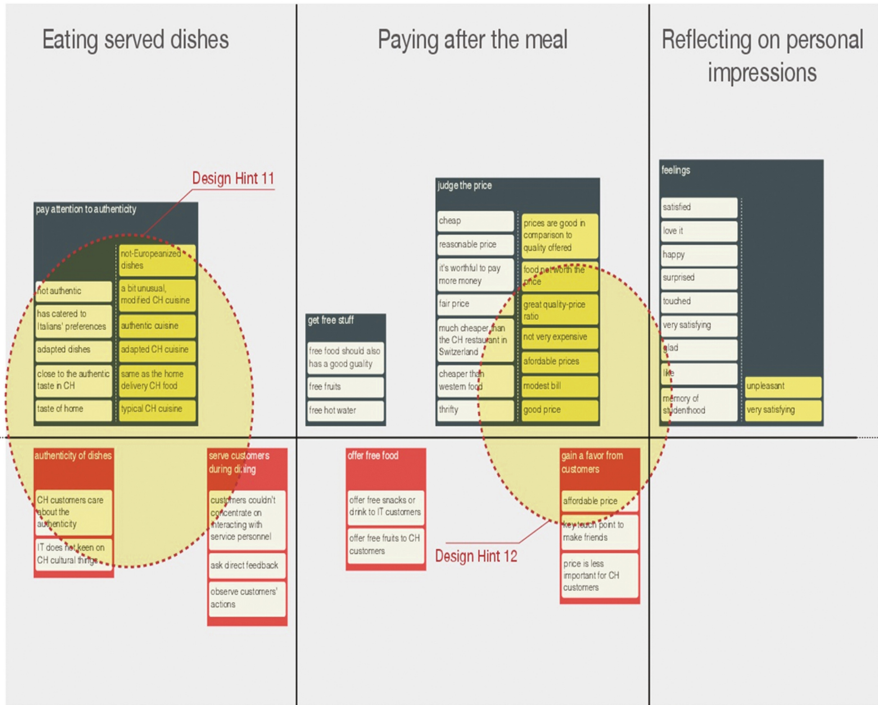 Eating served dishes
Paying after the meal
Reflecting on personal
impressions
Design Hint 11
pay attention to authenticity
not authentic
has catered to
Italians' preferences
adapted dishes
close to the authentic
taste in CH
taste of home
not-Europeanized
dishes
a bit unusual,
modified CH cuisine
authentic cuisine
adapted CH cuisine
same as the home
delivery CH food
typical CH cuisine
authenticity of dishes
CH customers care
about the
authenticity
IT does not keen on
CH cultural things
serve customers
during dining
customers couldn't
concentrate on
interacting with
service personnel
ask direct feedback
observe customers'
actions
get free stuff
free food should also
has a good guality
free fruits
free hot water
judge the price
cheap
reasonable price
it's worthful to pay
more money
fair price
much cheaper than
the CH restaurant in
Switzerland
cheaper than
western food
thrifty
prices are good in
comparison to
quality offered
food not worth the
price
great quality-price
ratio
not very expensive
afordable prices
modest bill
good price
offer free food
offer free snacks or
drink to IT customers
offer free fruits to CH
customers
Design Hint 12
gain a favor from
customers
affordable price
key touch point to
make friends
price is less
important for CH
customers
feelings
satisfied
love it
happy
surprised
touched
very satisfying
glad
like
memory of
studenthood
unpleasant
very satisfying